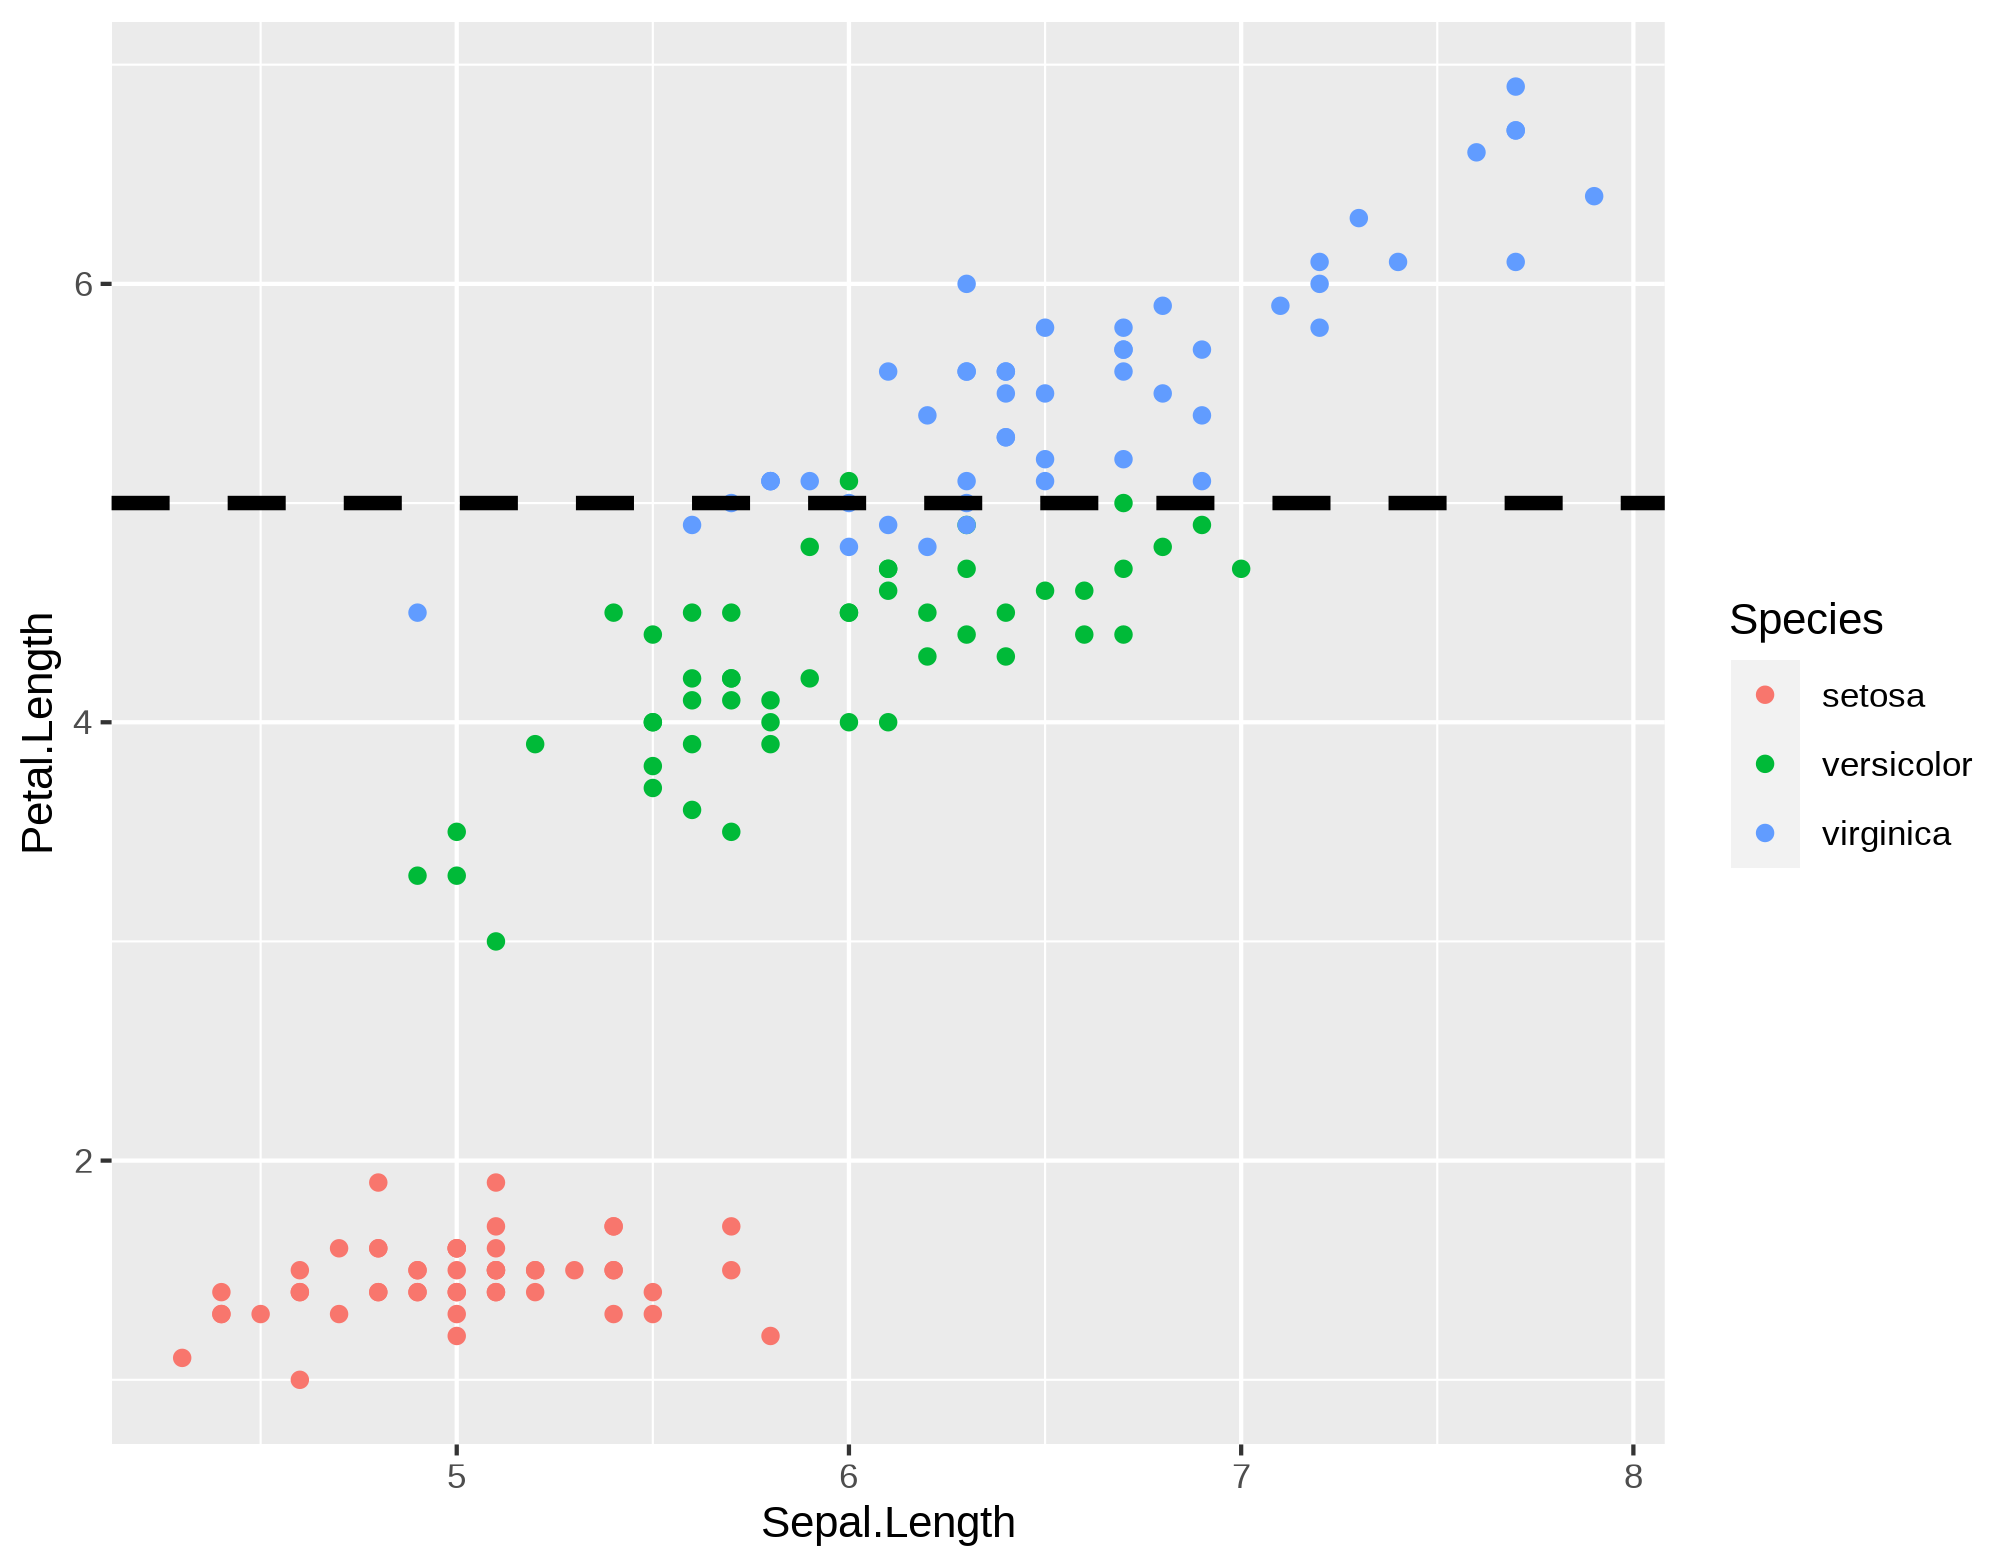 6
4
2
Petal.Length
5 6 7 8
Sepal.Length
Species
setosa
versicolor
virginica